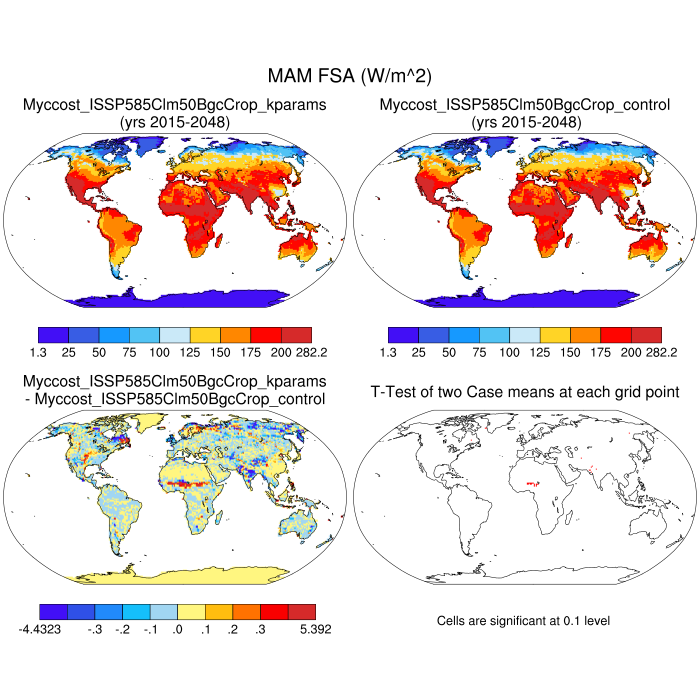 MAM FSA (W/m^2)
Myccost_ISSP585Clm50BgcCrop_kparams
(yrs 2015-2048)
Myccost_ISSP585Clm50BgcCrop_control
(yrs 2015-2048)
1.3 25 50 75 100 125 150 175 200 282.2
1.3 25 50 75 100 125 150 175 200 282.2
Myccost_ISSP585Clm50BgcCrop_kparams
- Myccost_ISSP585Clm50BgcCrop_control
T-Test of two Case means at each grid point
-4.4323 -.3 -.2 -.1 .0 .1 .2 .3 5.392
Cells are significant at 0.1 level